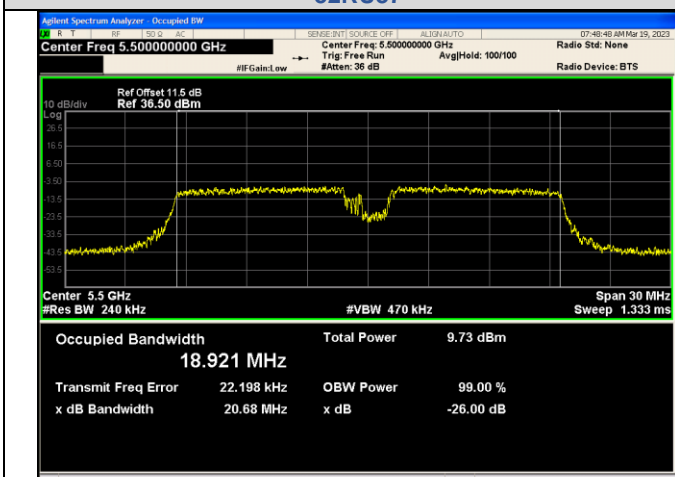 Agilent Spectrum Analyzer - Occupied BW
R T RF 50 Ω AC SENSE:INT SOURCE OFF ALIGNAUTO 07:48:48 AM Mar 19, 2023
Center Freq 5.500000000 GHz Center Freq: 5.500000000 GHz Radio Std: None
Trig: Free Run Avg|Hold: 100/100
#IFGain:Low #Atten: 36 dB Radio Device: BTS
Ref Offset 11.5 dB
10 dB/div Ref 36.50 dBm
Log
26.5
16.5
6.50
-3.50
-13.5
-23.5
-33.5
-43.5
-53.5
Center 5.5 GHz Span 30 MHz
#Res BW 240 kHz #VBW 470 kHz Sweep 1.333 ms
Occupied Bandwidth Total Power 9.73 dBm
18.921 MHz
Transmit Freq Error 22.198 kHz OBW Power 99.00 %
x dB Bandwidth 20.68 MHz x dB -26.00 dB